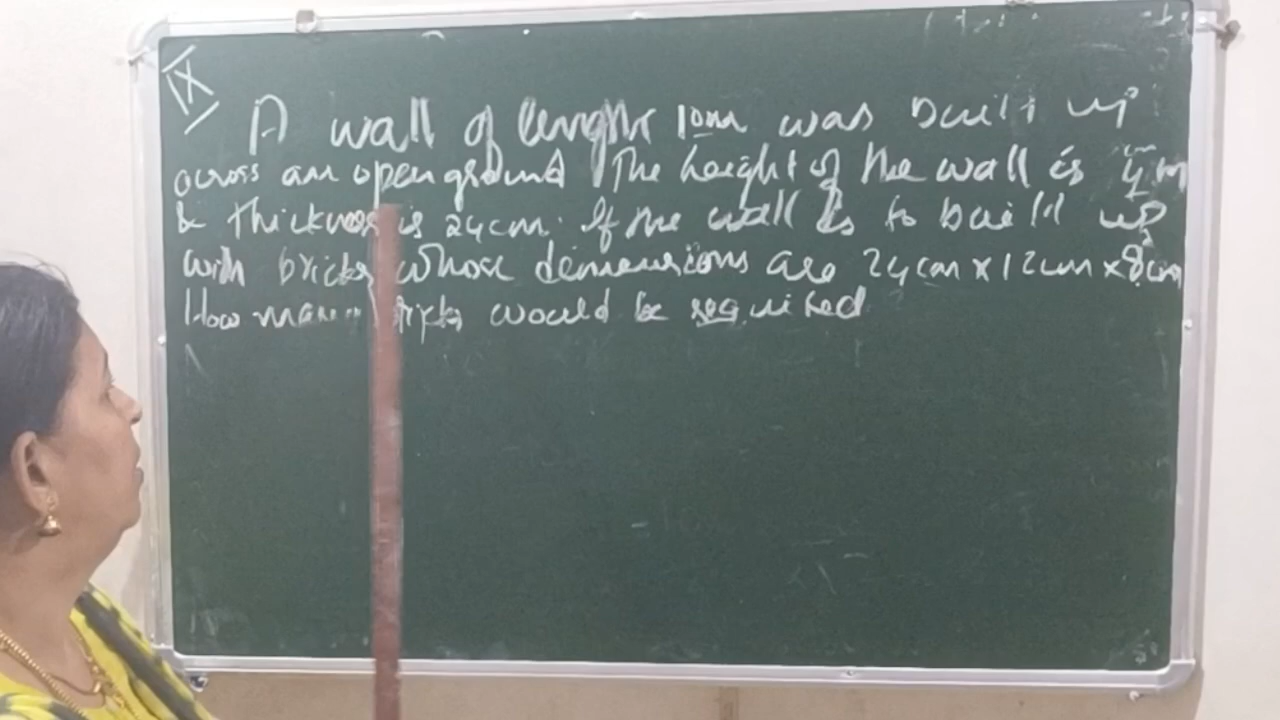 IX
A wall of length 10m was built up
across an open ground. The height of the wall is 4m
& thickness is 24cm. If the wall is to build up
with bricks whose dimensions are 24cm x 12cm x 8cm
How many bricks would be required